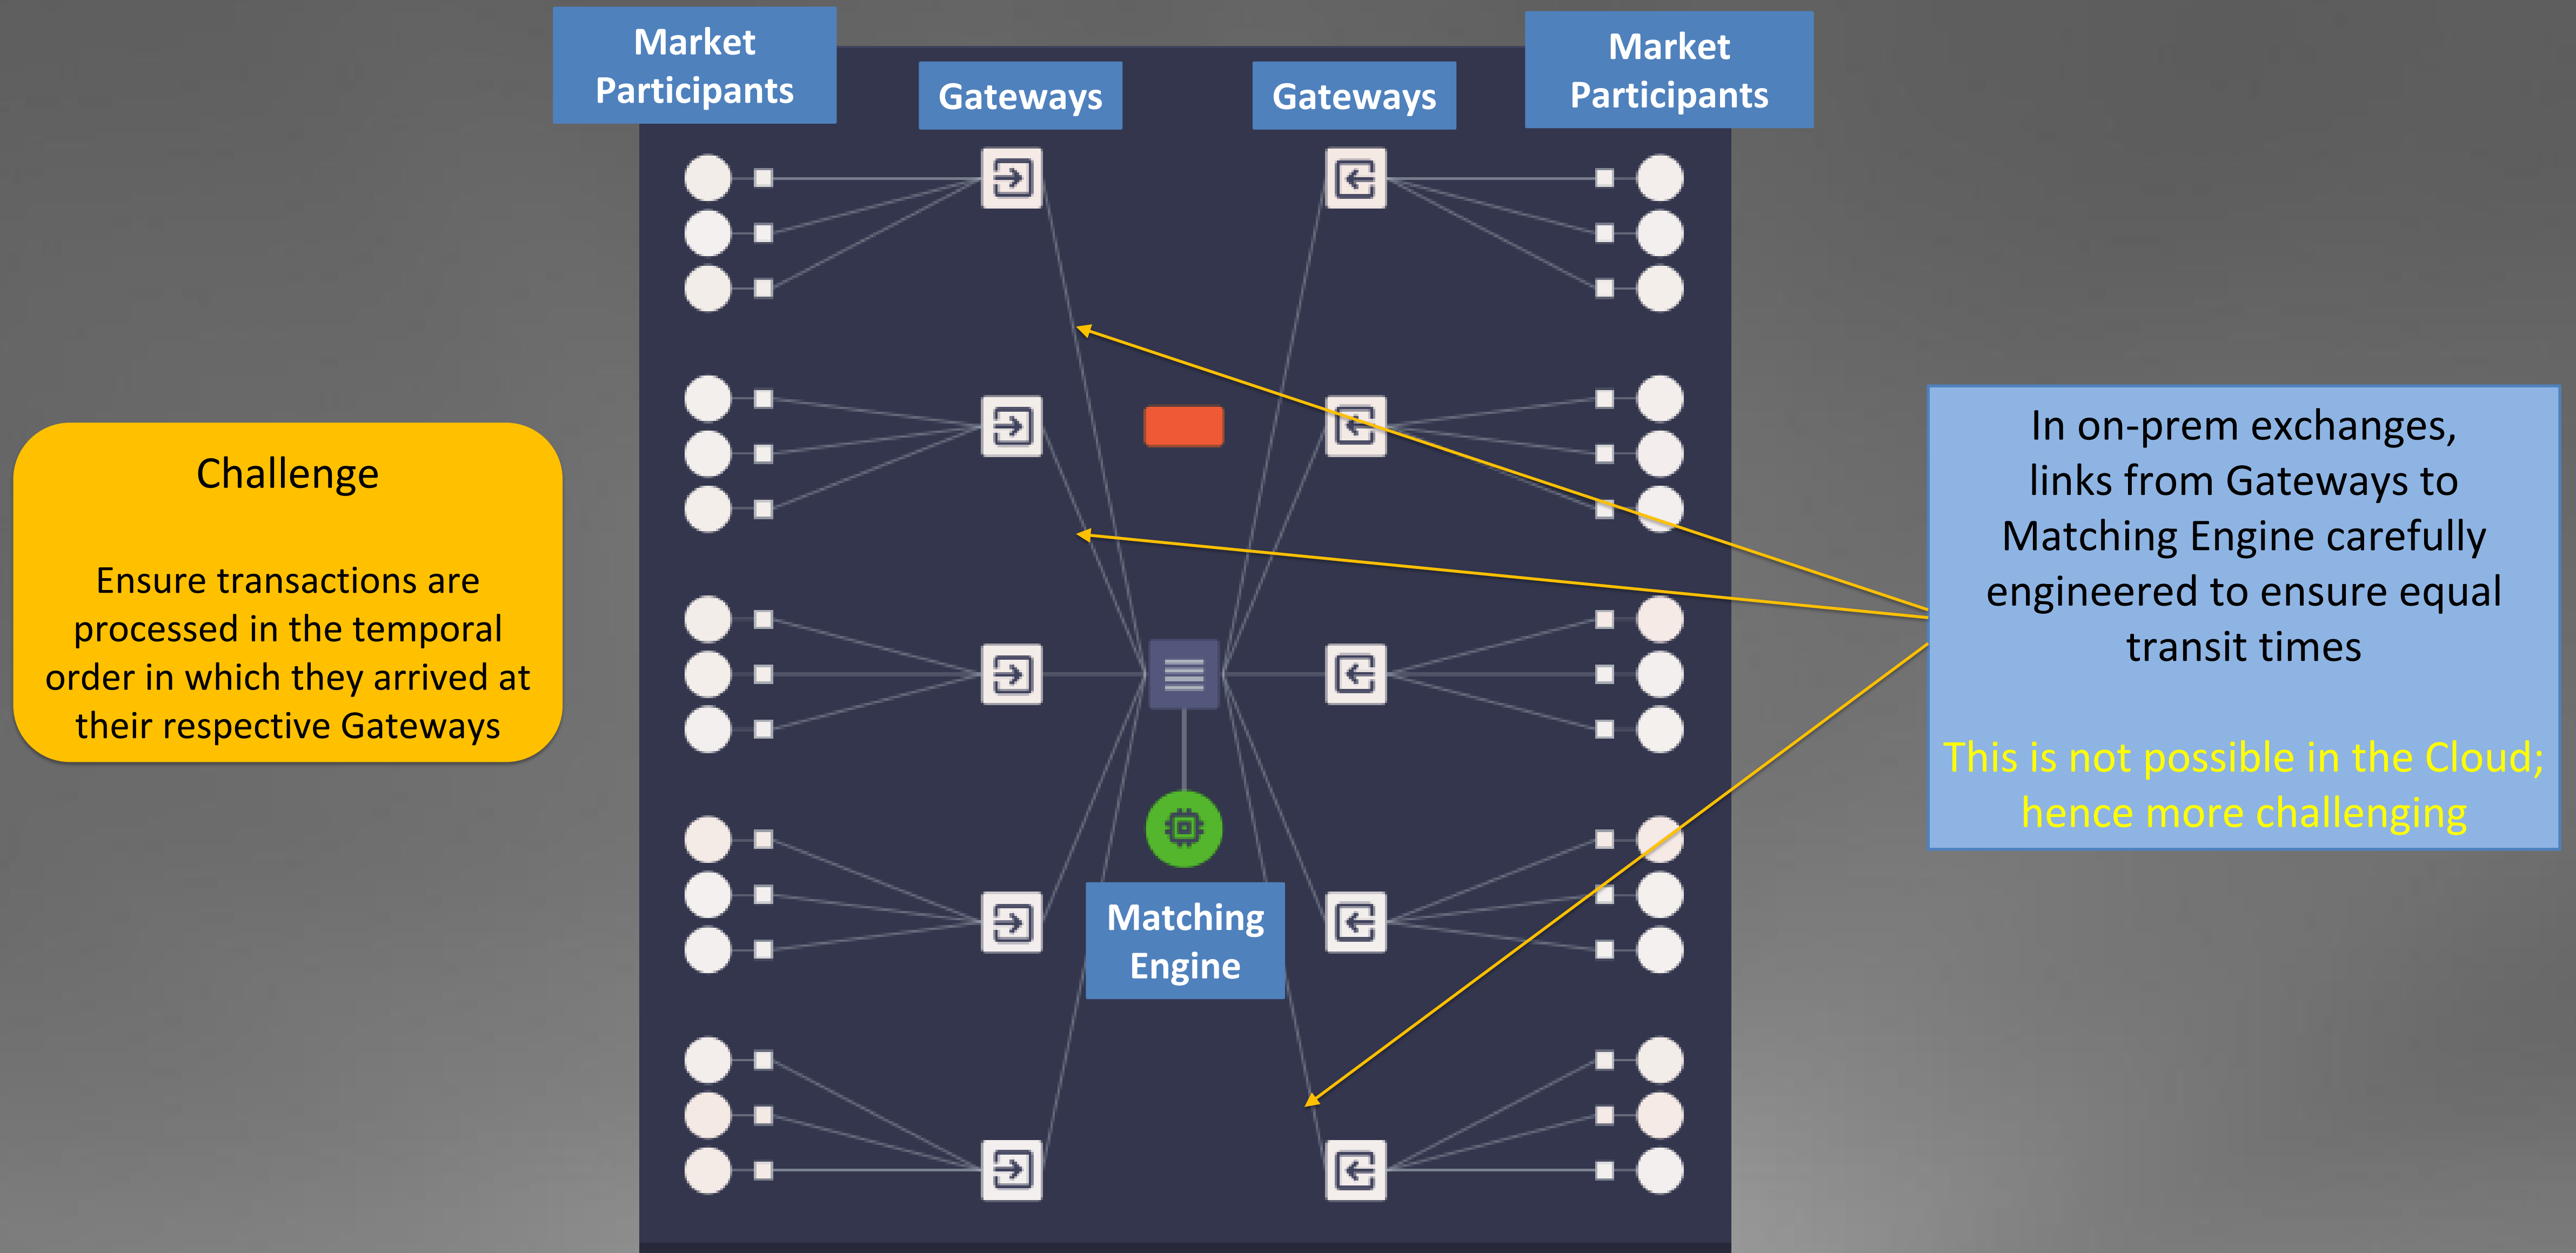 Market
Participants
Gateways
Gateways
Market
Participants
Challenge
Ensure transactions are
processed in the temporal
order in which they arrived at
their respective Gateways
In on-prem exchanges,
links from Gateways to
Matching Engine carefully
engineered to ensure equal
transit times
This is not possible in the Cloud;
hence more challenging
Matching
Engine